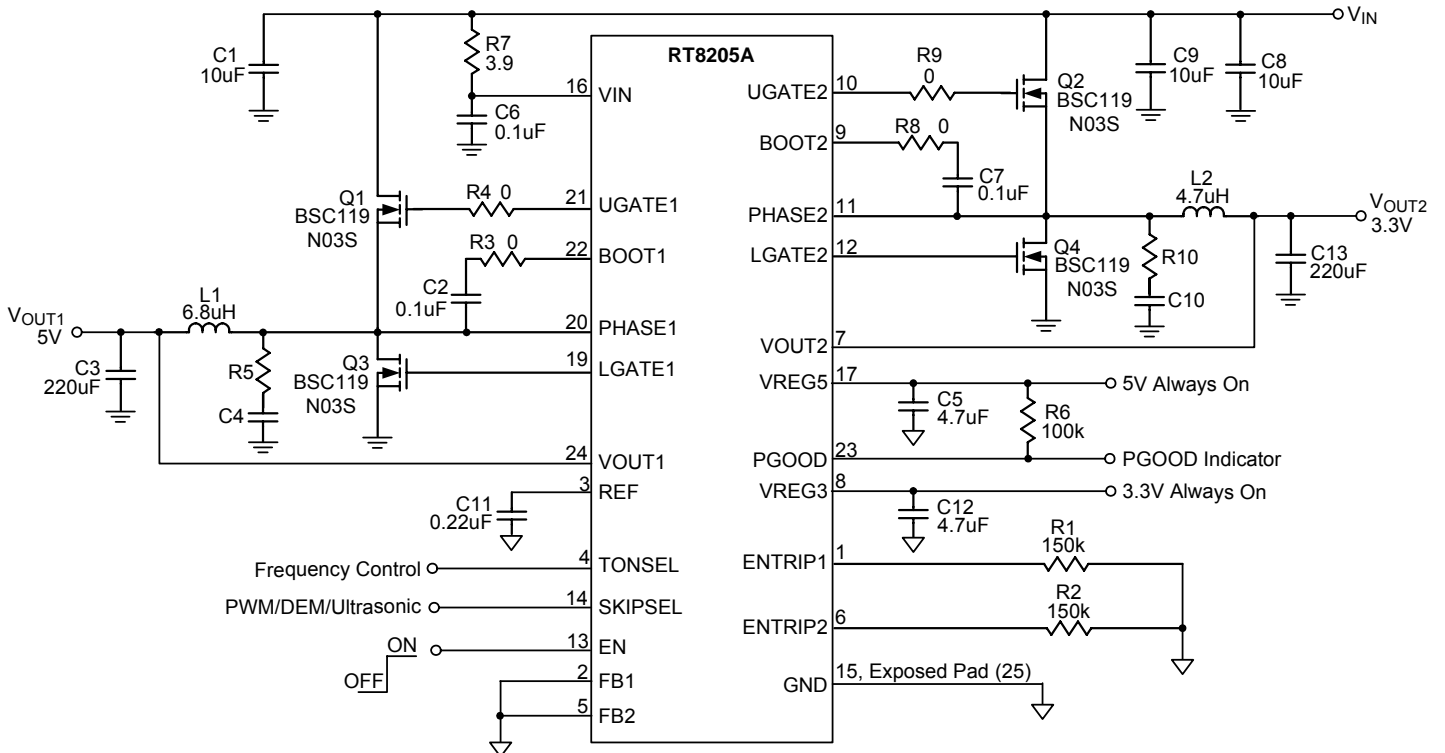 VIN
C1
10uF
R7
3.9
RT8205A
R9
0
C9
10uF
C8
10uF
16
VIN
UGATE2
10
Q2
BSC119
N03S
C6
0.1uF
BOOT2
9
R8 0
C7
0.1uF
L2
4.7uH
Q1
BSC119
N03S
R4 0
21
UGATE1
PHASE2
11
VOUT2
3.3V
R3 0
22
BOOT1
LGATE2
12
Q4
BSC119
N03S
R10
C13
220uF
C2
0.1uF
C10
L1
6.8uH
VOUT1
5V
20
PHASE1
VOUT2
7
C3
220uF
R5
Q3
BSC119
N03S
19
LGATE1
VREG5
17
5V Always On
C4
C5
4.7uF
R6
100k
24
VOUT1
PGOOD
23
PGOOD Indicator
3
REF
VREG3
8
3.3V Always On
C11
0.22uF
C12
4.7uF
Frequency Control
4
TONSEL
ENTRIP1
1
R1
150k
PWM/DEM/Ultrasonic
14
SKIPSEL
ENTRIP2
6
R2
150k
ON
OFF
13
EN
2
FB1
GND
15, Exposed Pad (25)
5
FB2